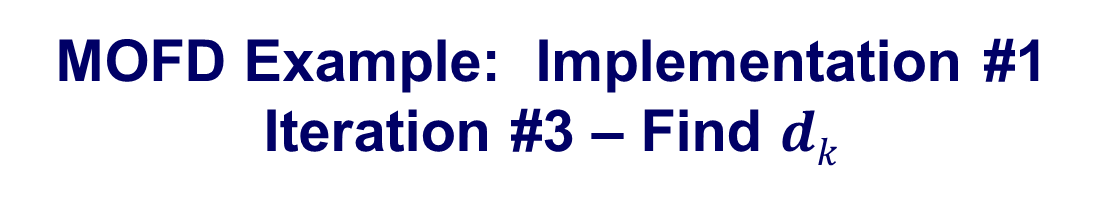 MOFD Example: Implementation #1
Iteration #3 – Find d_k